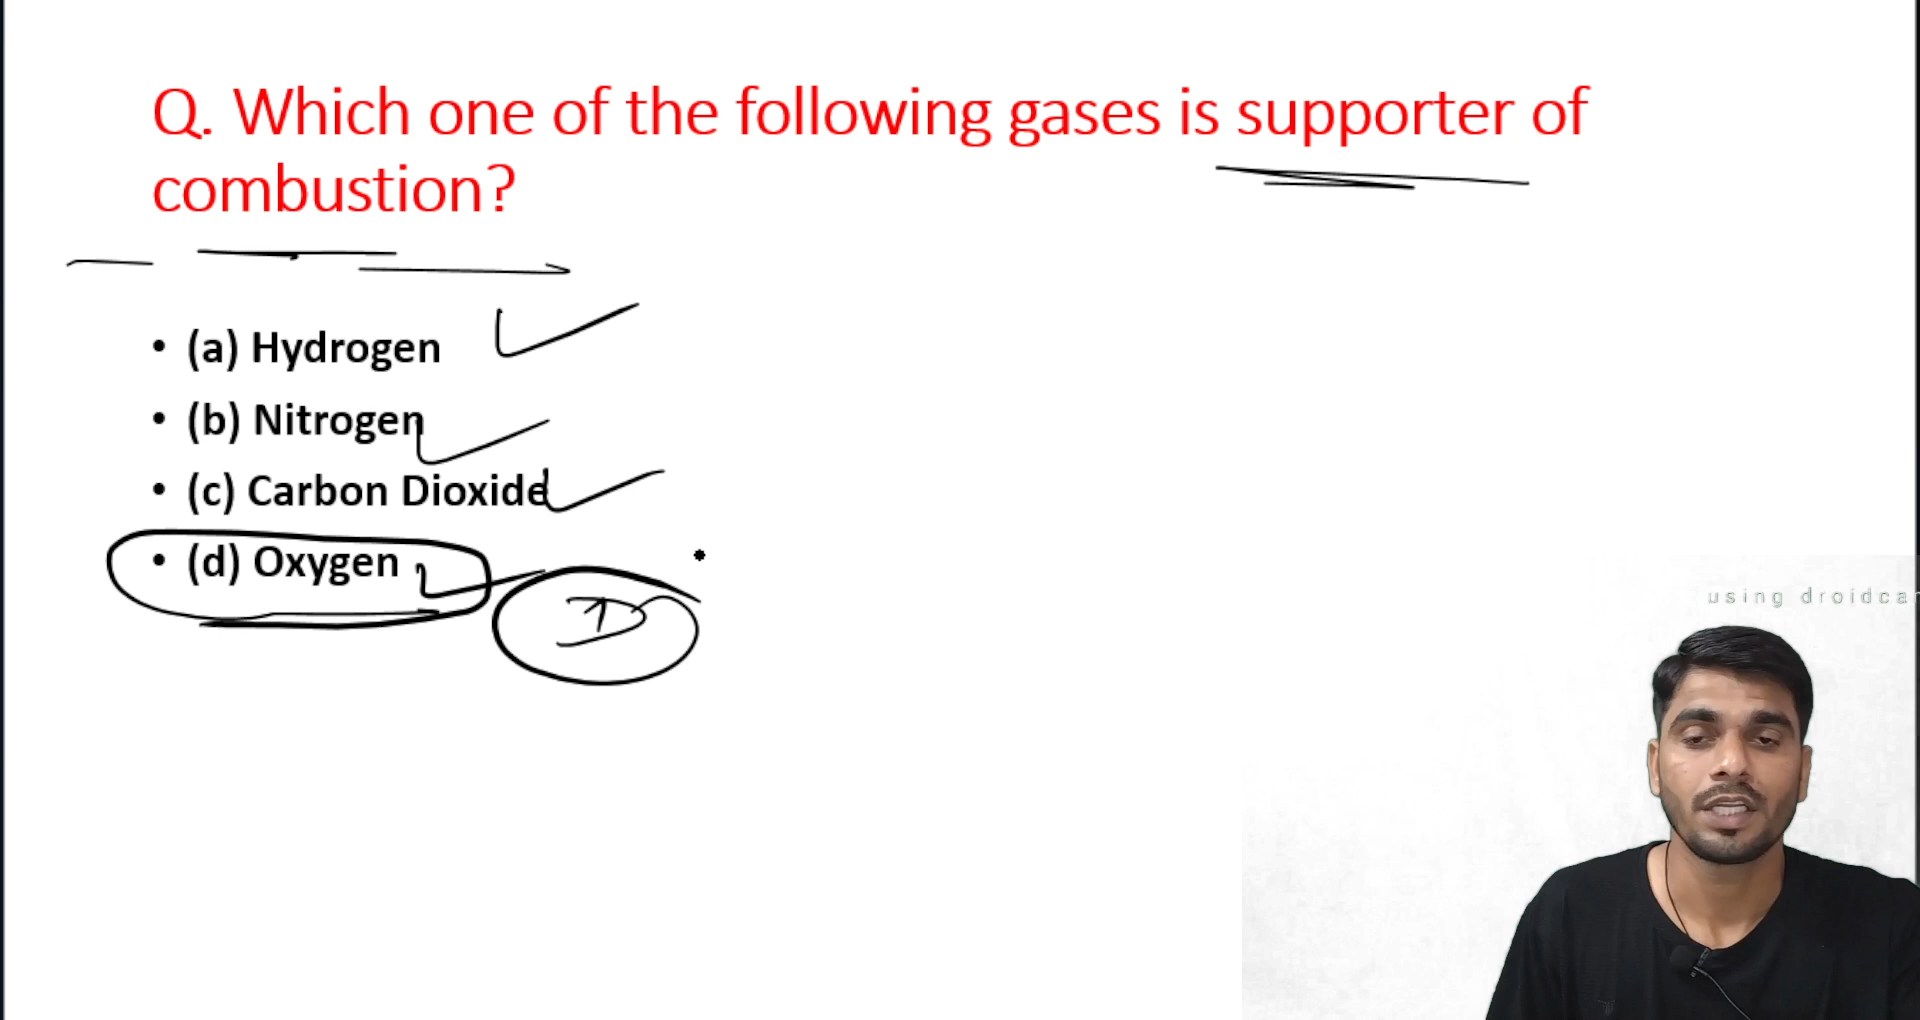 Q. Which one of the following gases is supporter of
combustion?
• (a) Hydrogen
• (b) Nitrogen
• (c) Carbon Dioxide
• (d) Oxygen
D
using droidca